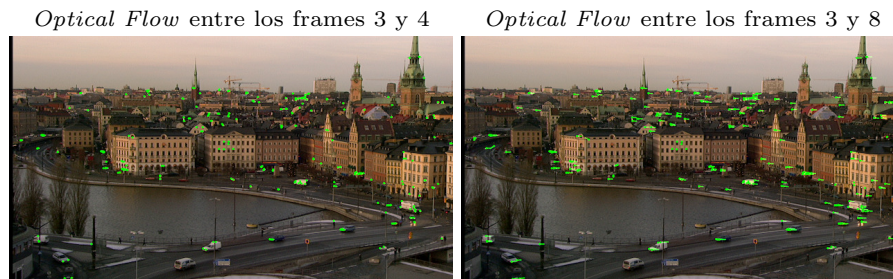 Optical Flow entre los frames 3 y 4
Optical Flow entre los frames 3 y 8